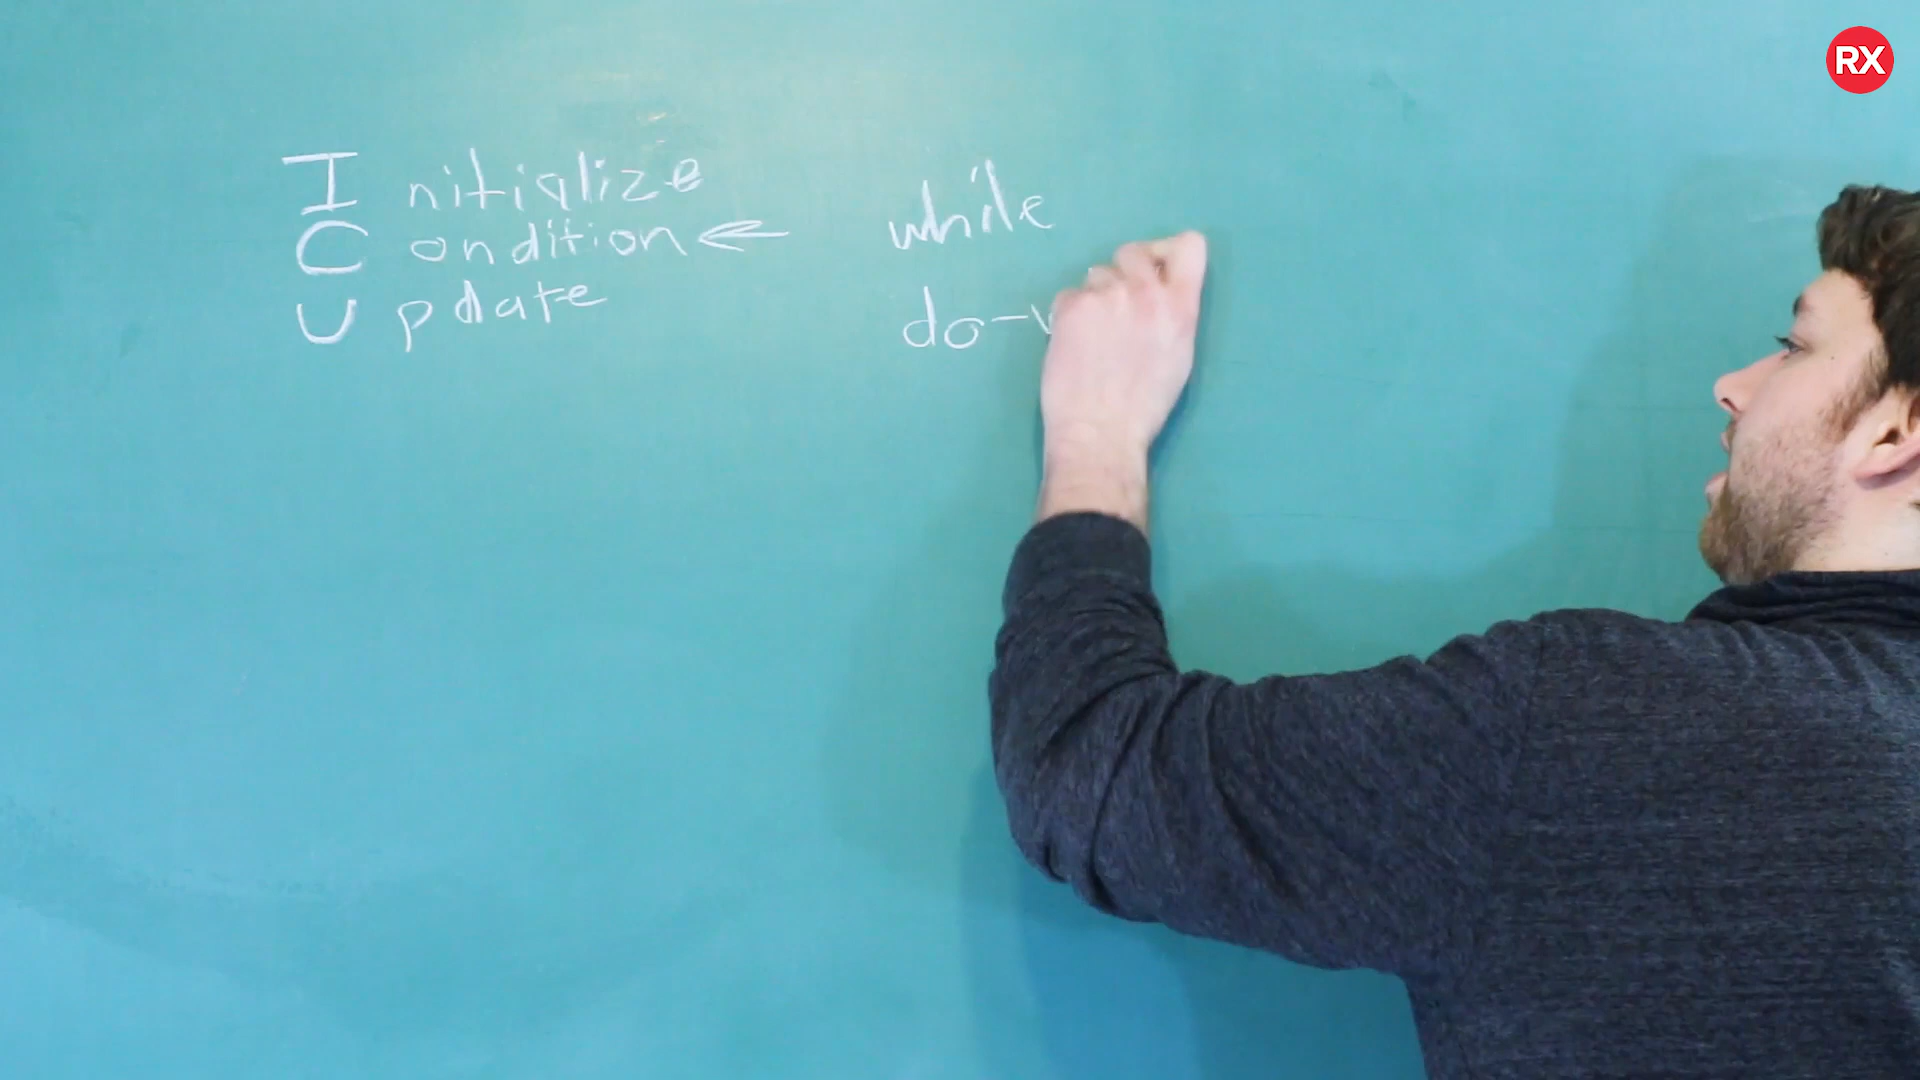 Initialize
Condition ←
Update
while
do-w
RX